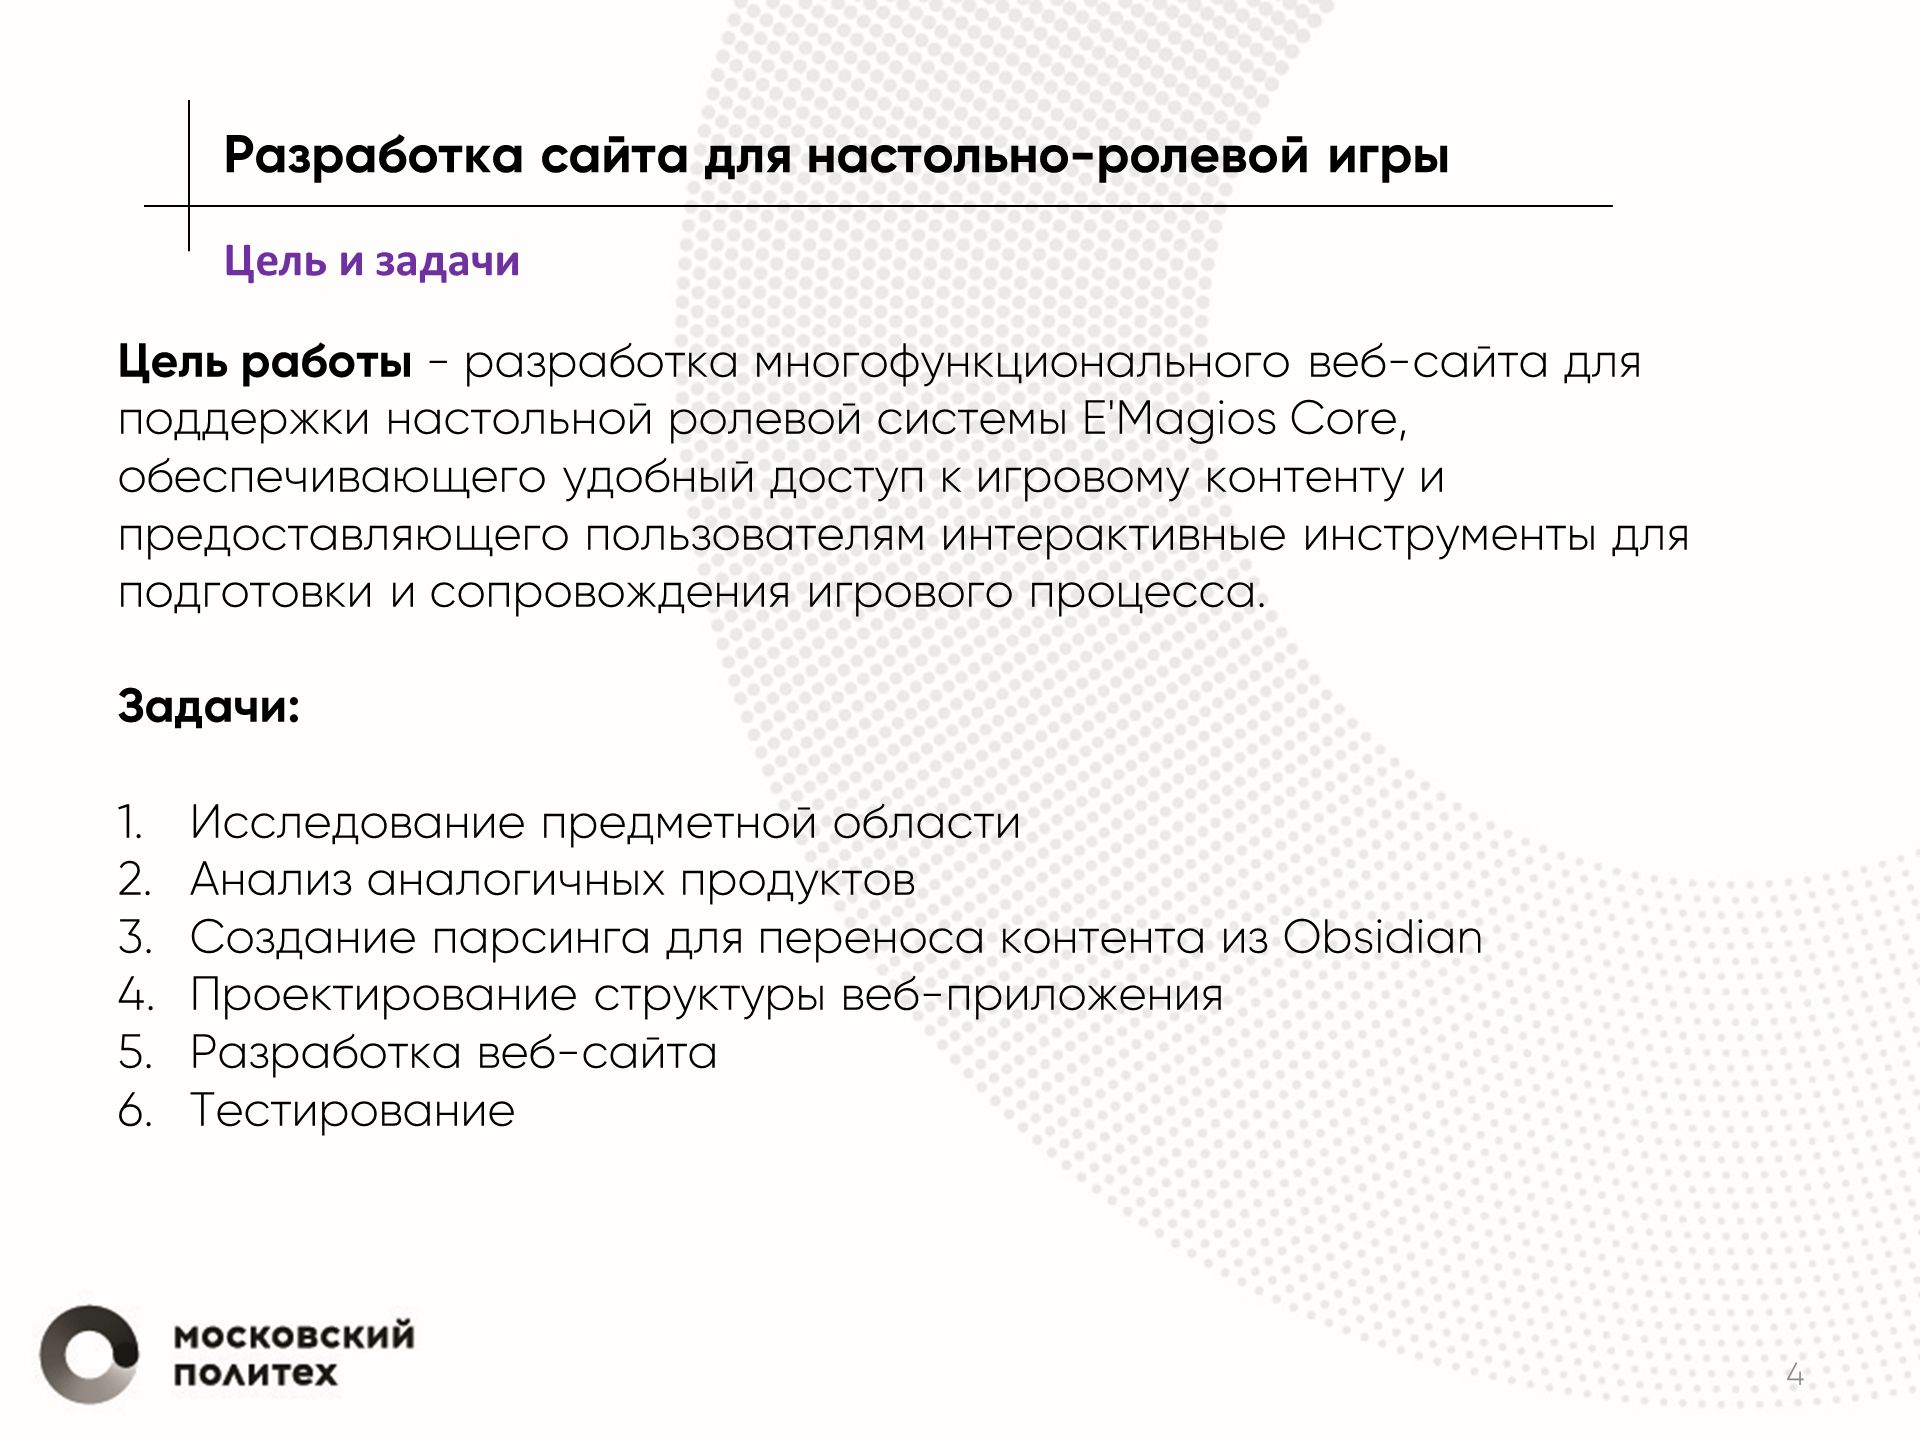 Разработка сайта для настольно-ролевой игры
Цель и задачи
Цель работы - разработка многофункционального веб-сайта для
поддержки настольной ролевой системы E'Magios Core,
обеспечивающего удобный доступ к игровому контенту и
предоставляющего пользователям интерактивные инструменты для
подготовки и сопровождения игрового процесса.
Задачи:
1. Исследование предметной области
2. Анализ аналогичных продуктов
3. Создание парсинга для переноса контента из Obsidian
4. Проектирование структуры веб-приложения
5. Разработка веб-сайта
6. Тестирование
МОСКОВСКИЙ
ПОЛИТЕХ
4